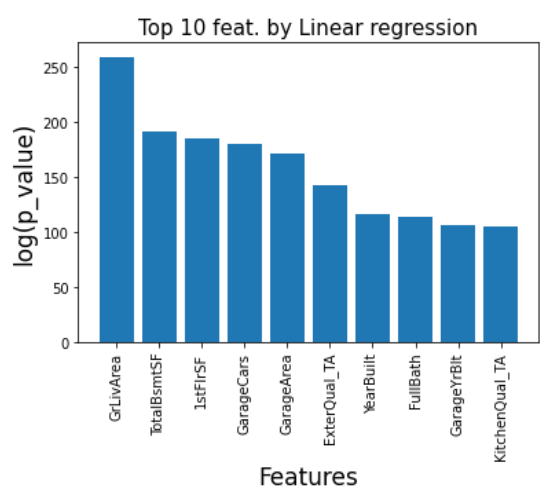 Top 10 feat. by Linear regression
log(p_value)
250
200
150
100
50
0
GrLivArea
TotalBsmtSF
1stFlrSF
GarageCars
GarageArea
ExterQual_TA
YearBuilt
FullBath
GarageYrBlt
KitchenQual_TA
Features